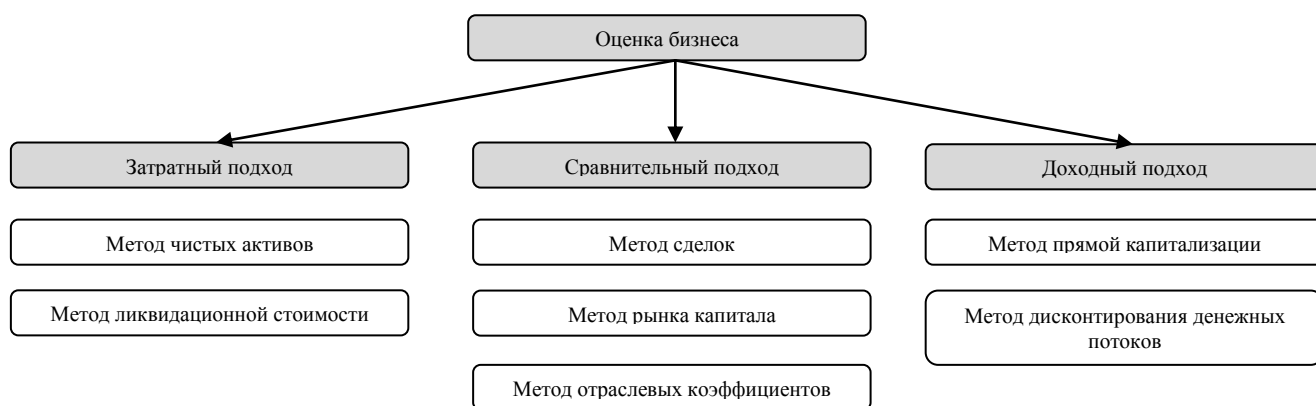 Оценка бизнеса
Затратный подход
Сравнительный подход
Доходный подход
Метод чистых активов
Метод сделок
Метод прямой капитализации
Метод ликвидационной стоимости
Метод рынка капитала
Метод дисконтирования денежных
потоков
Метод отраслевых коэффициентов